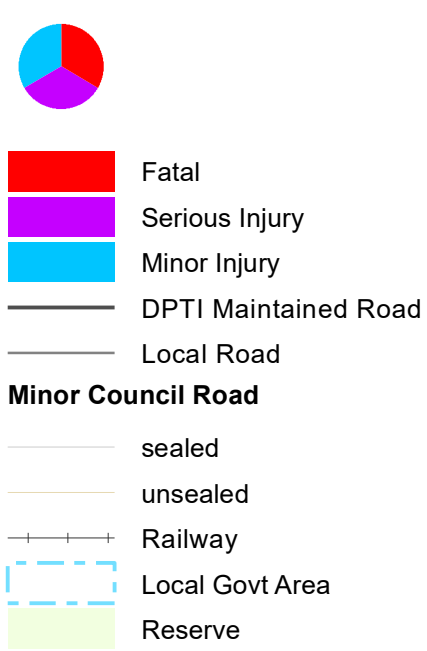 Fatal
Serious Injury
Minor Injury
DPTI Maintained Road
Local Road
Minor Council Road
sealed
unsealed
Railway
Local Govt Area
Reserve